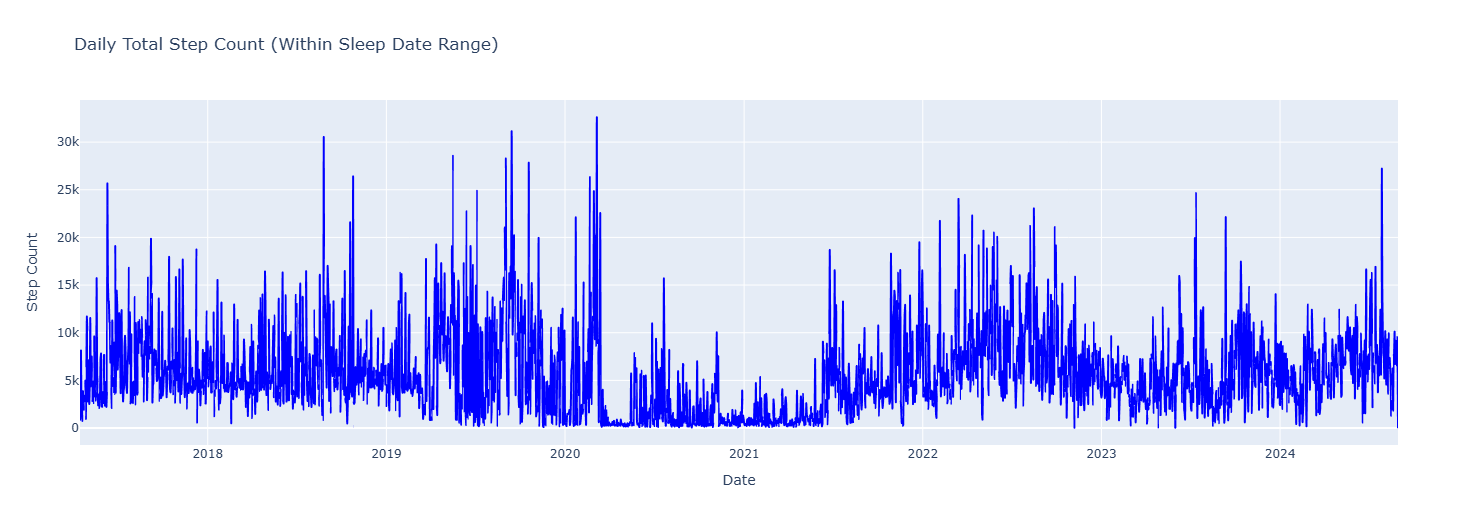 Daily Total Step Count (Within Sleep Date Range)
30k
25k
20k
15k
10k
5k
0
Step Count
2018 2019 2020 2021 2022 2023 2024
Date